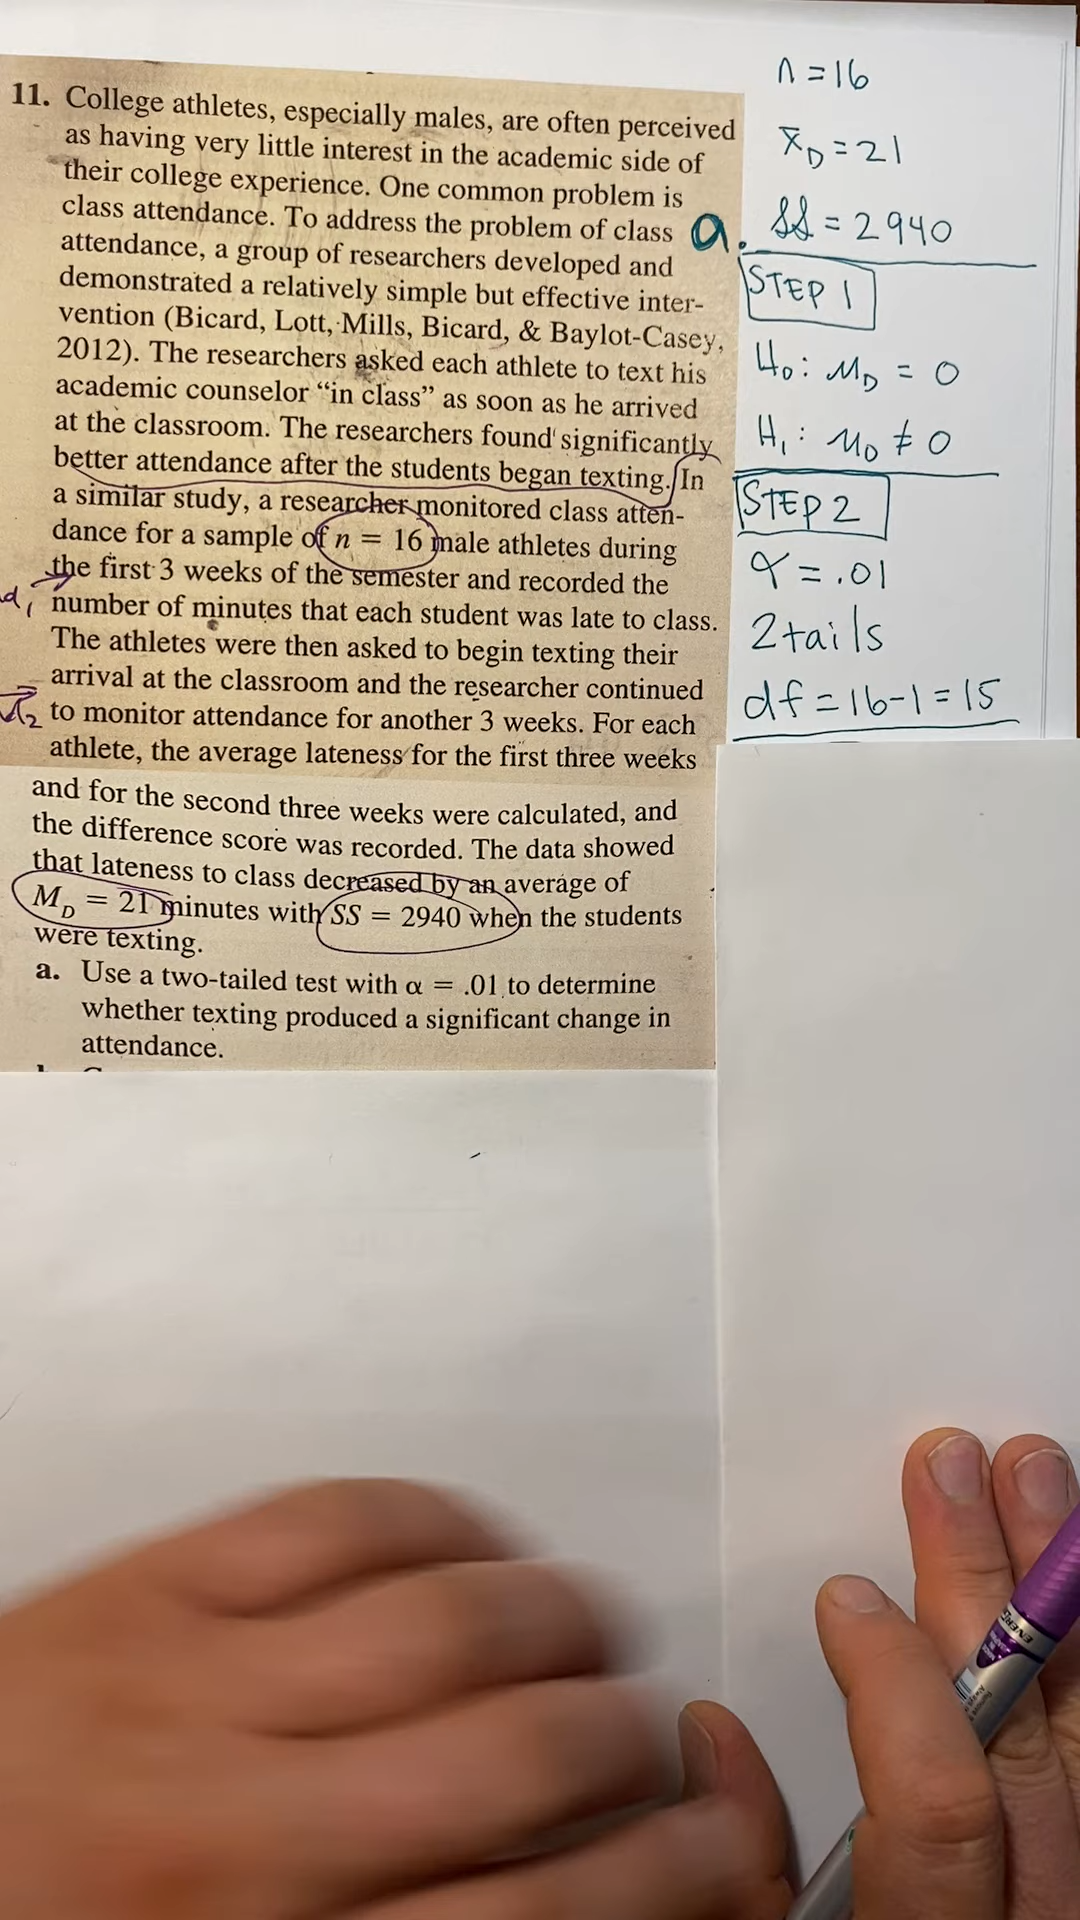 11. College athletes, especially males, are often perceived
as having very little interest in the academic side of
their college experience. One common problem is
class attendance. To address the problem of class
attendance, a group of researchers developed and
demonstrated a relatively simple but effective inter-
vention (Bicard, Lott, Mills, Bicard, & Baylot-Casey,
2012). The researchers asked each athlete to text his
academic counselor “in class” as soon as he arrived
at the classroom. The researchers found significantly
better attendance after the students began texting. In
a similar study, a researcher monitored class atten-
dance for a sample of n = 16 male athletes during
the first 3 weeks of the semester and recorded the
number of minutes that each student was late to class.
The athletes were then asked to begin texting their
arrival at the classroom and the researcher continued
to monitor attendance for another 3 weeks. For each
athlete, the average lateness for the first three weeks
and for the second three weeks were calculated, and
the difference score was recorded. The data showed
that lateness to class decreased by an average of
M_D = 21 minutes with SS = 2940 when the students
were texting.
a. Use a two-tailed test with α = .01 to determine
whether texting produced a significant change in
attendance.
n = 16
x̄_D = 21
a. SS = 2940
STEP 1
H₀: μ_D = 0
H₁: μ_D ≠ 0
STEP 2
α = .01
2 tails
df = 16-1 = 15